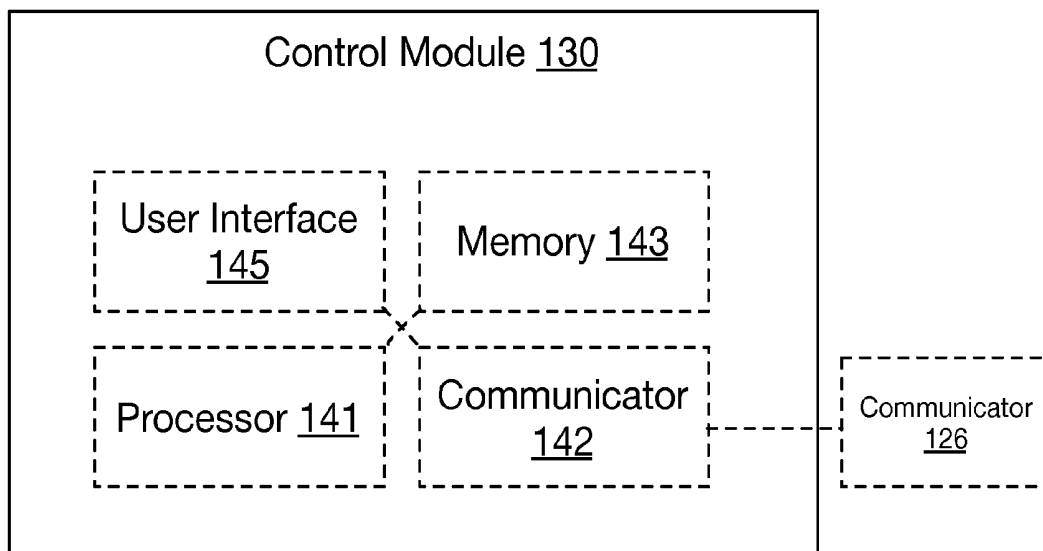 Control Module 130
User Interface
145
Memory 143
Processor 141
Communicator
142
Communicator
126